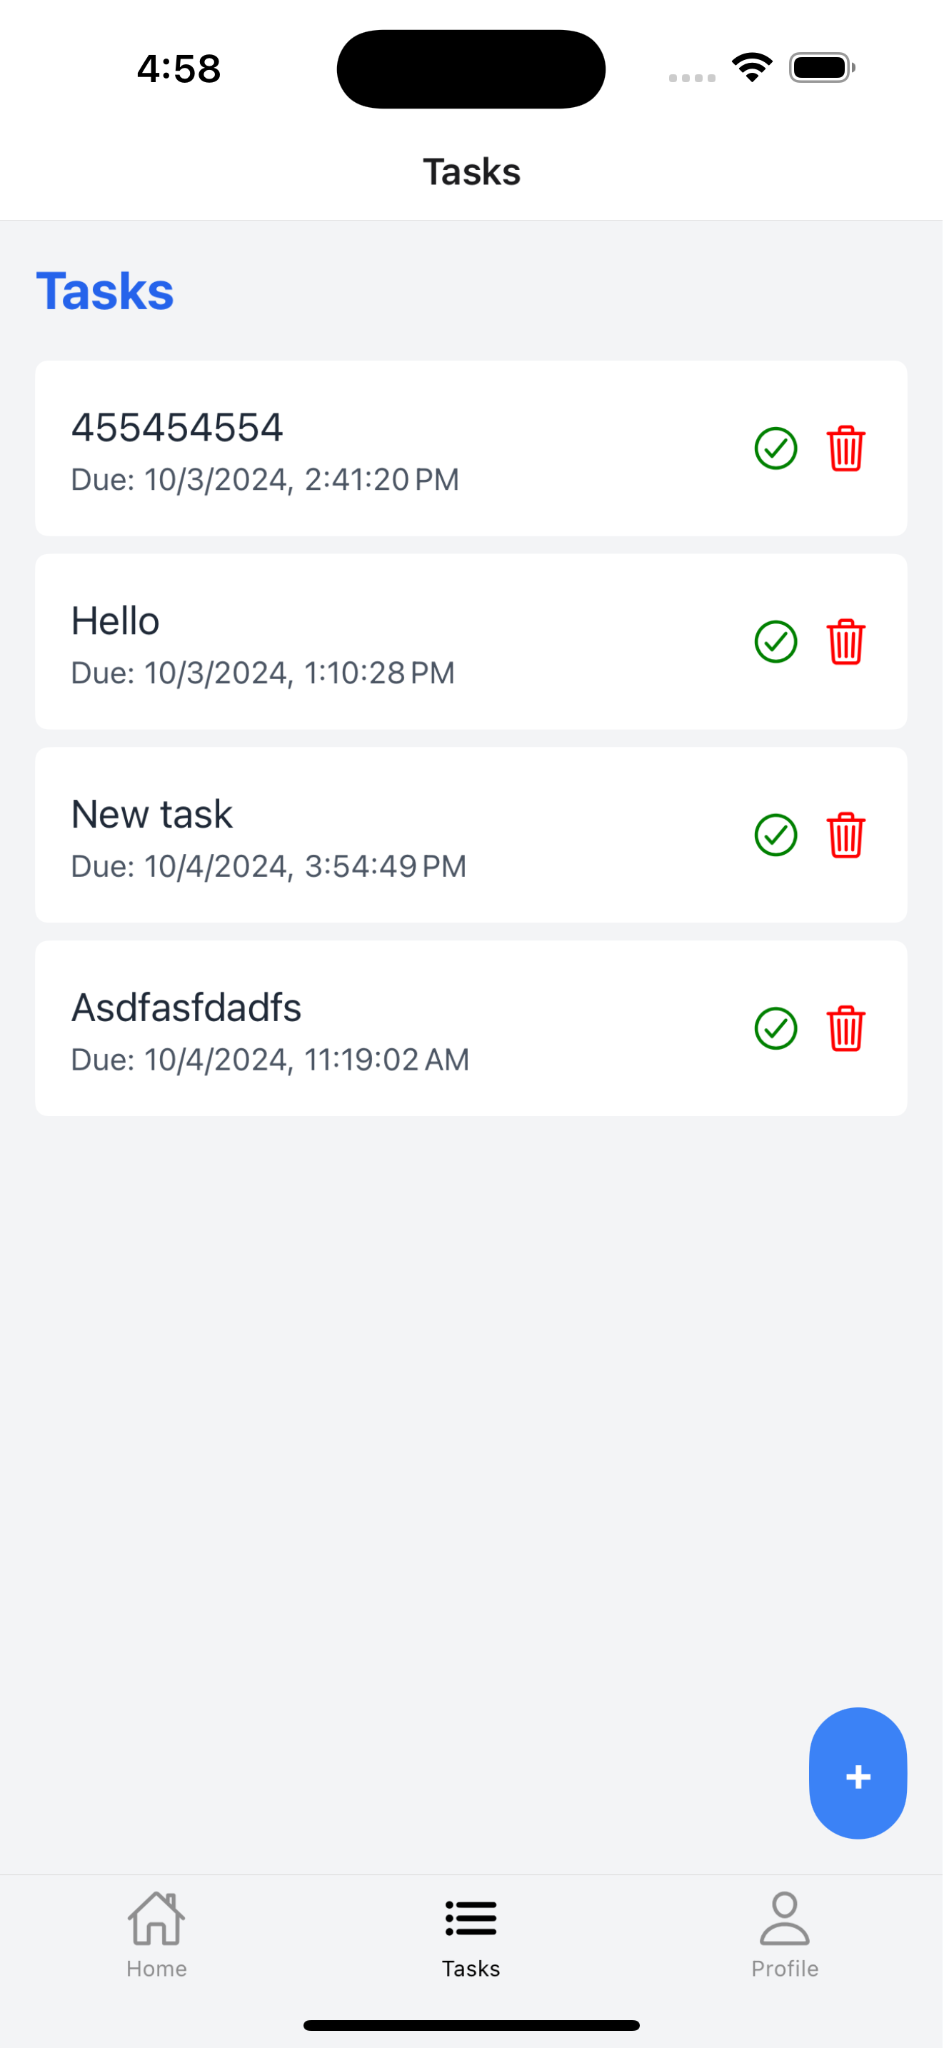 4:58
Tasks
Tasks
455454554
Due: 10/3/2024, 2:41:20 PM
Hello
Due: 10/3/2024, 1:10:28 PM
New task
Due: 10/4/2024, 3:54:49 PM
Asdfasfdadfs
Due: 10/4/2024, 11:19:02 AM
+
Home
Tasks
Profile